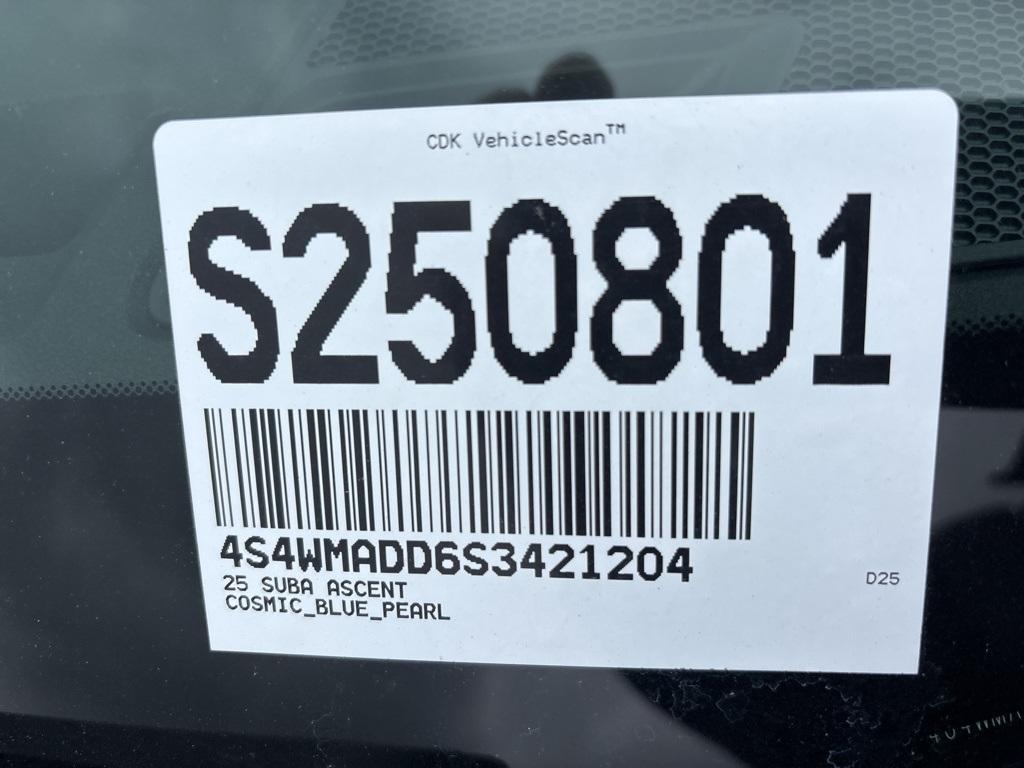 CDK VehicleScan™
S250801
4S4WMADD6S3421204
25 SUBA ASCENT
D25
COSMIC_BLUE_PEARL